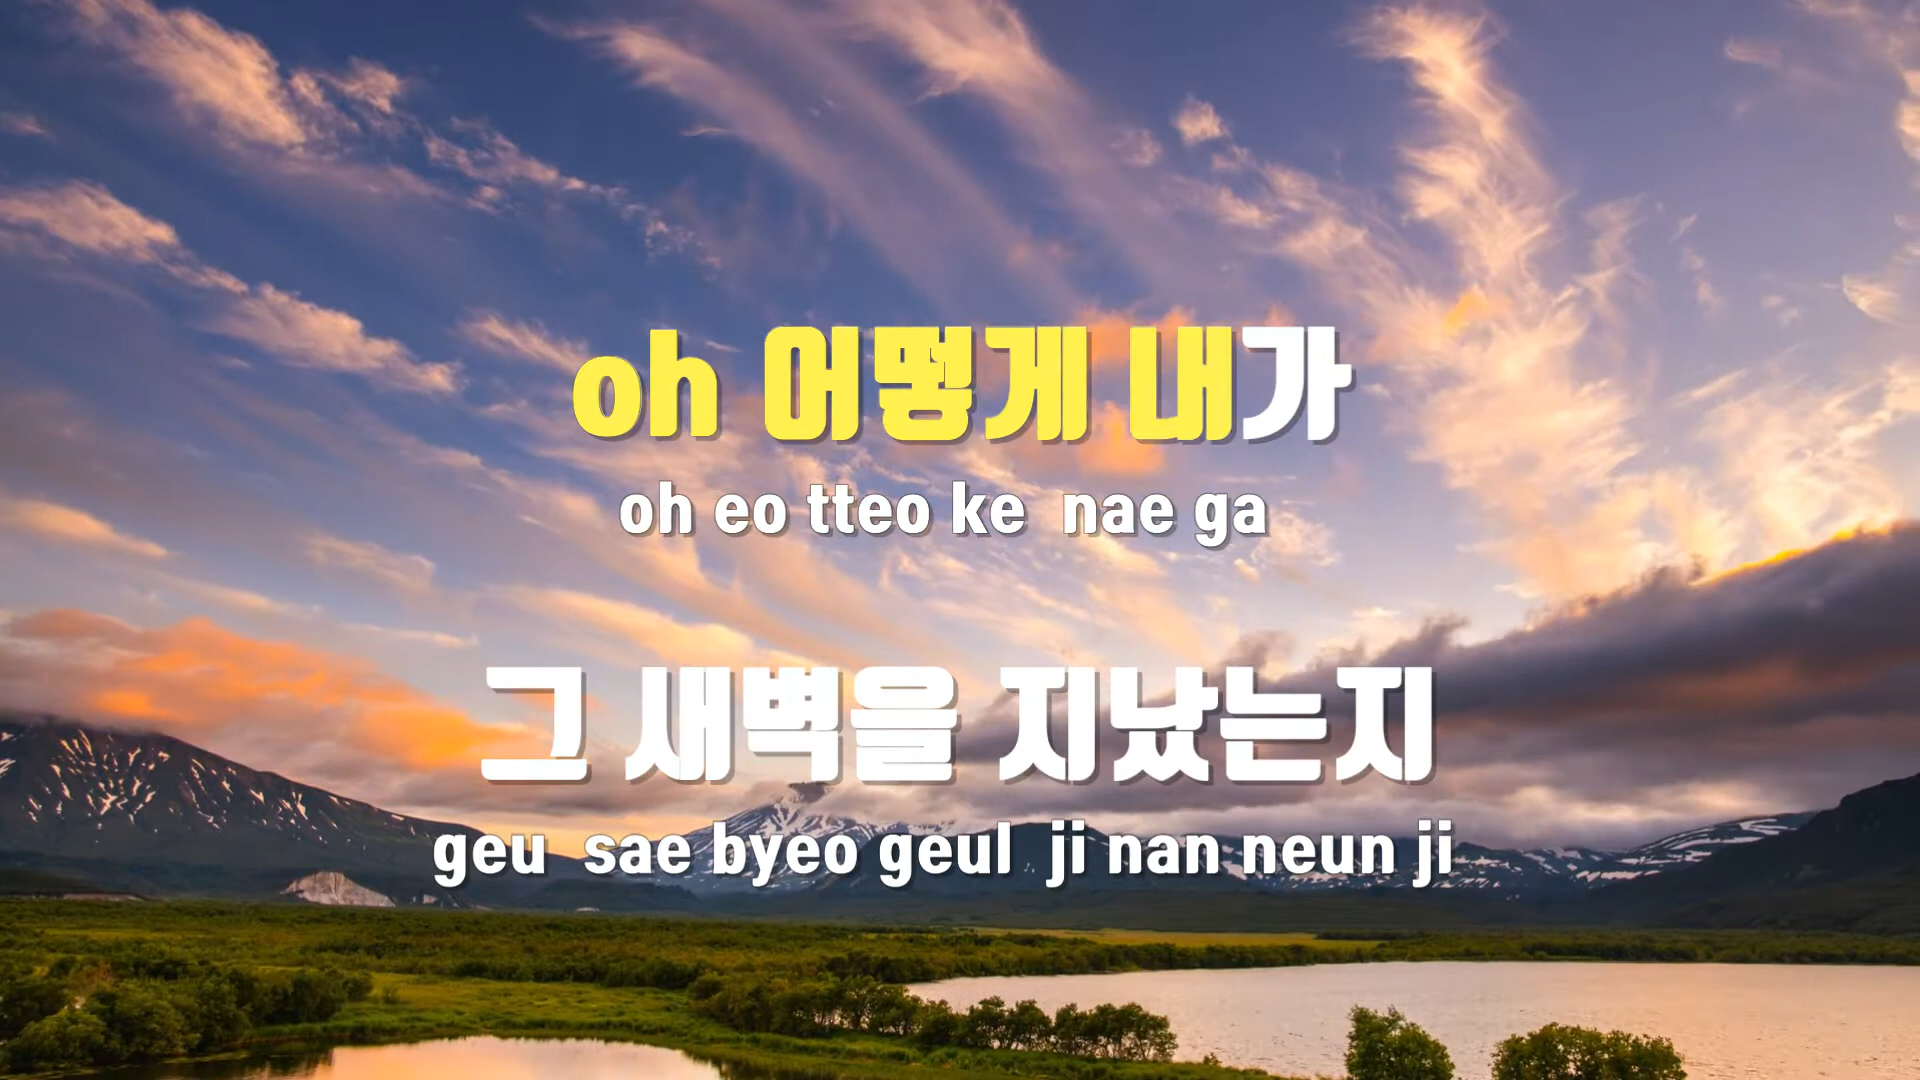 oh 어떻게 내가
oh eo tteo ke nae ga
그 새벽을 지났는지
geu sae byeo geul ji nan neun ji